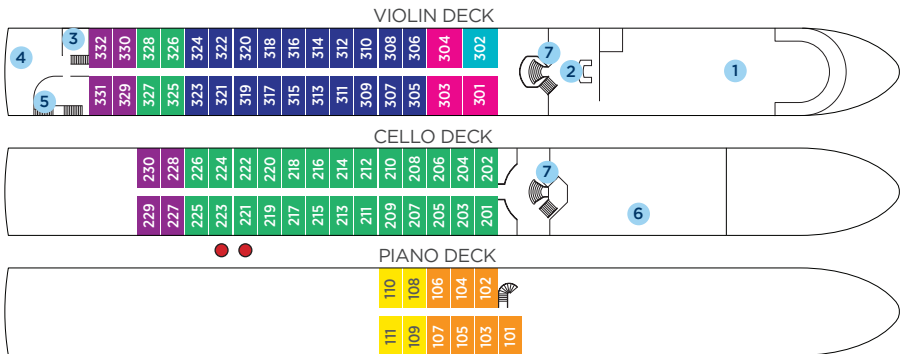 VIOLIN DECK
3
4
332 330 328 326 324 322 320 318 316 314 312 310 308 306 304 302
7
2
1
5
331 329 327 325 323 321 319 317 315 313 311 309 307 305 303 301
CELLO DECK
230 228 226 224 222 220 218 216 214 212 210 208 206 204 202
7
229 227 225 223 221 219 217 215 213 211 209 207 205 203 201
6
PIANO DECK
110 108 106 104 102
111 109 107 105 103 101